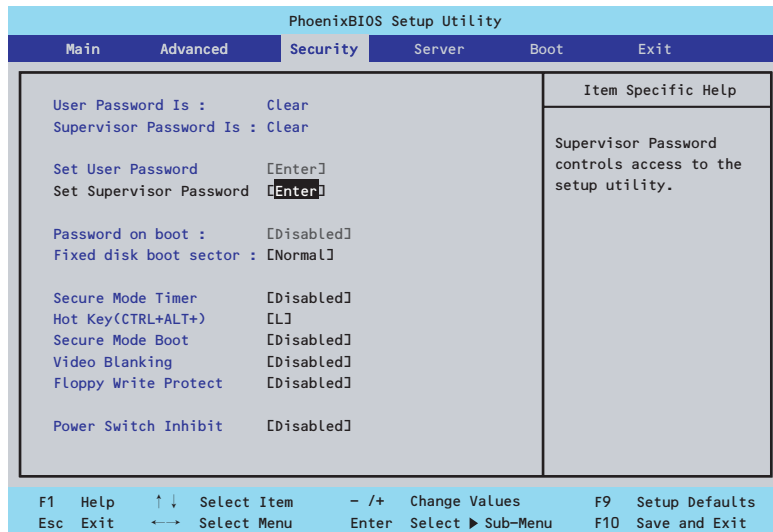 PhoenixBIOS Setup Utility
Main Advanced Security Server Boot Exit
User Password Is : Clear
Supervisor Password Is : Clear
Set User Password [Enter]
Set Supervisor Password [Enter]
Password on boot : [Disabled]
Fixed disk boot sector : [Normal]
Secure Mode Timer [Disabled]
Hot Key(CTRL+ALT+) [L]
Secure Mode Boot [Disabled]
Video Blanking [Disabled]
Floppy Write Protect [Disabled]
Power Switch Inhibit [Disabled]
Item Specific Help
Supervisor Password
controls access to the
setup utility.
F1 Help ↑↓ Select Item - /+ Change Values F9 Setup Defaults
Esc Exit ←→ Select Menu Enter Select ▶ Sub-Menu F10 Save and Exit